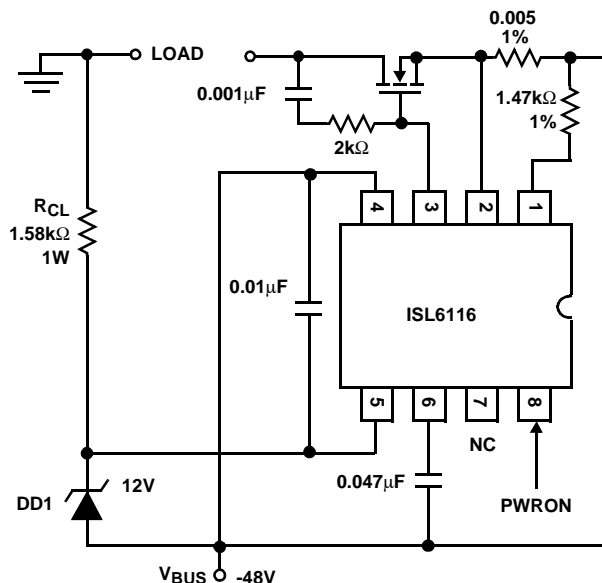 0.005
1%
LOAD
0.001µF
1.47kΩ
1%
2kΩ
4
3
2
1
RCL
1.58kΩ
1W
0.01µF
ISL6116
5
6
7
8
NC
12V
DD1
0.047µF
PWRON
VBUS -48V